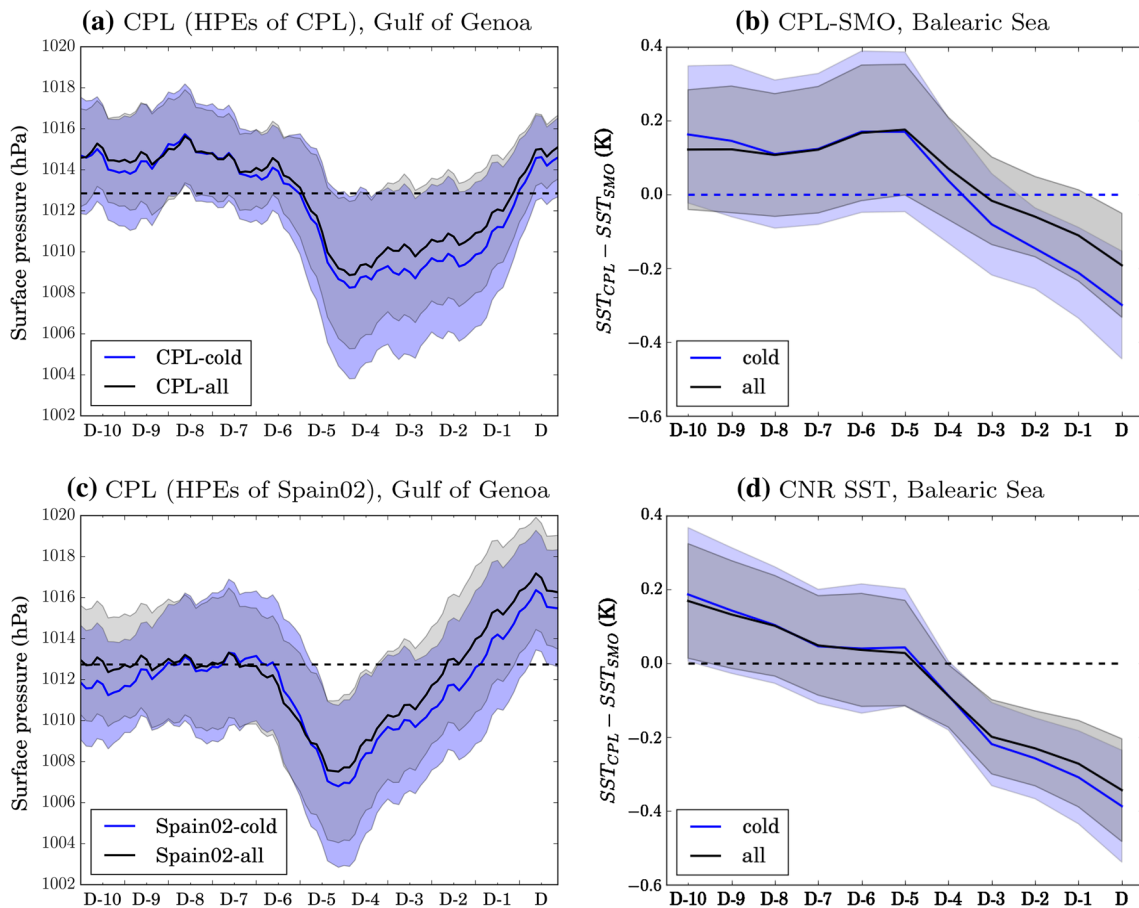 (a) CPL (HPEs of CPL), Gulf of Genoa
1020
1018
1016
1014
1012
1010
1008
1006
1004
1002
Surface pressure (hPa)
CPL-cold
CPL-all
D-10 D-9 D-8 D-7 D-6 D-5 D-4 D-3 D-2 D-1 D
(b) CPL-SMO, Balearic Sea
0.4
0.2
0.0
−0.2
−0.4
−0.6
SST_CPL − SST_SMO (K)
cold
all
D-10 D-9 D-8 D-7 D-6 D-5 D-4 D-3 D-2 D-1 D
(c) CPL (HPEs of Spain02), Gulf of Genoa
1020
1018
1016
1014
1012
1010
1008
1006
1004
1002
Surface pressure (hPa)
Spain02-cold
Spain02-all
D-10 D-9 D-8 D-7 D-6 D-5 D-4 D-3 D-2 D-1 D
(d) CNR SST, Balearic Sea
0.4
0.2
0.0
−0.2
−0.4
−0.6
SST_CPL − SST_SMO (K)
cold
all
D-10 D-9 D-8 D-7 D-6 D-5 D-4 D-3 D-2 D-1 D